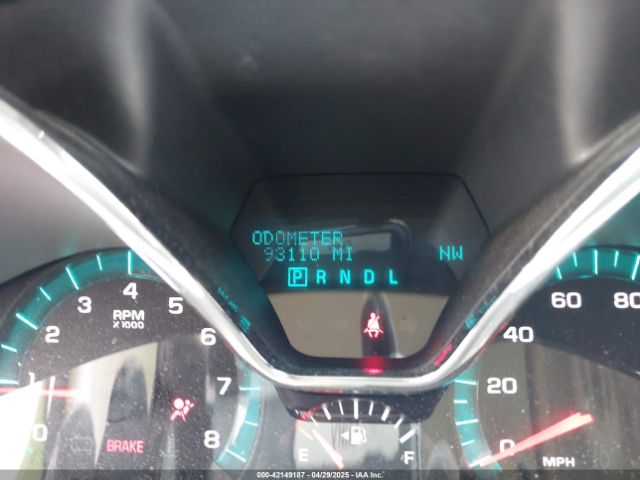 ODOMETER
93110 MI NW
P R N D L
0 2 3 4 5 6 7 8
RPM
X1000
BRAKE
E F
0 20 40 60 80
MPH
000-42149187 - 04/29/2025 - IAA Inc.